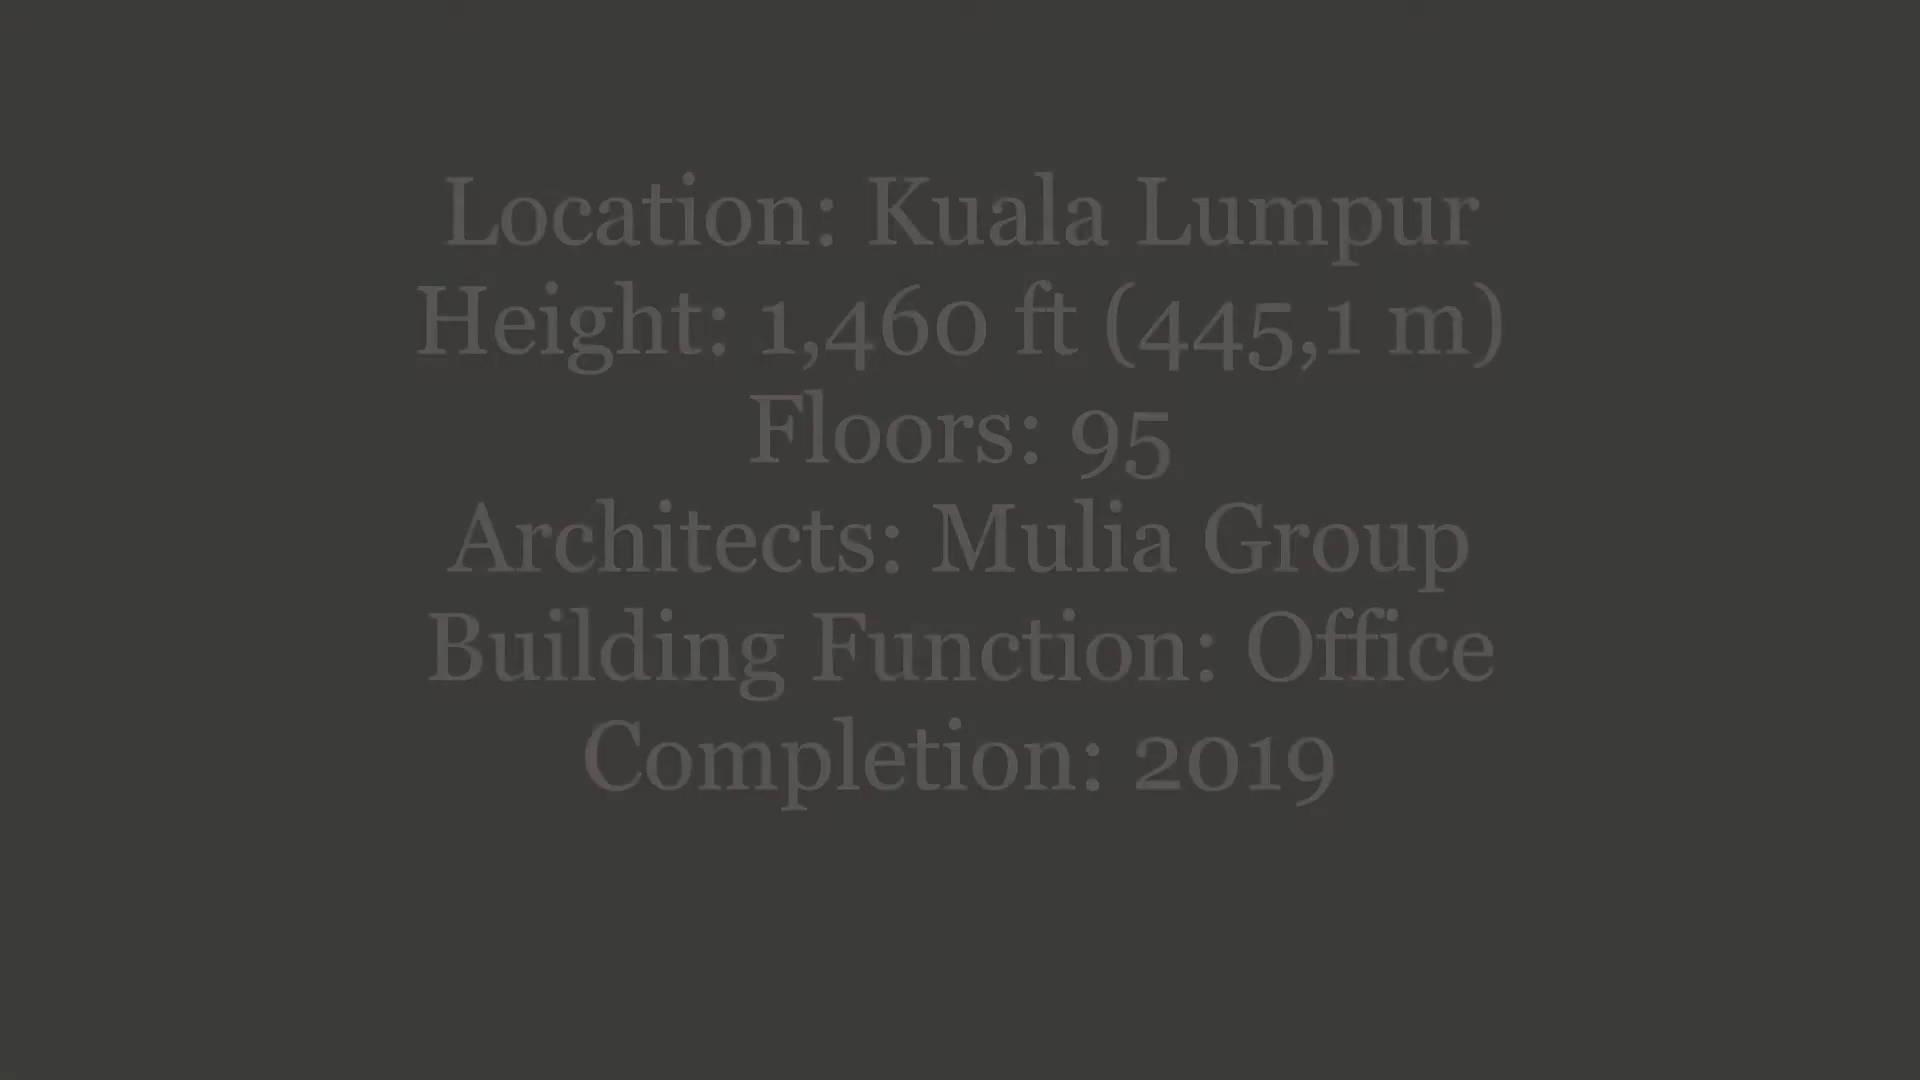 Location: Kuala Lumpur
Height: 1,460 ft (445,1 m)
Floors: 95
Architects: Mulia Group
Building Function: Office
Completion: 2019